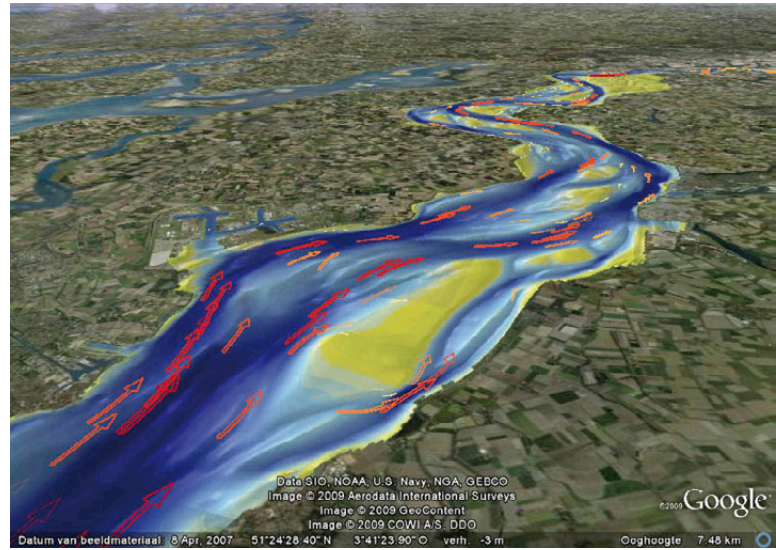 Data SIO, NOAA, U.S. Navy, NGA, GEBCO
Image © 2009 Aerodata International Surveys
Image © 2009 GeoContent
Image © 2009 COWI A/S, DDO
©2009 Google™
Datum van beeldmateriaal: 8 Apr, 2007 51°24'28.40" N 3°41'23.90" O verh. -3 m Ooghoogte 7.48 km